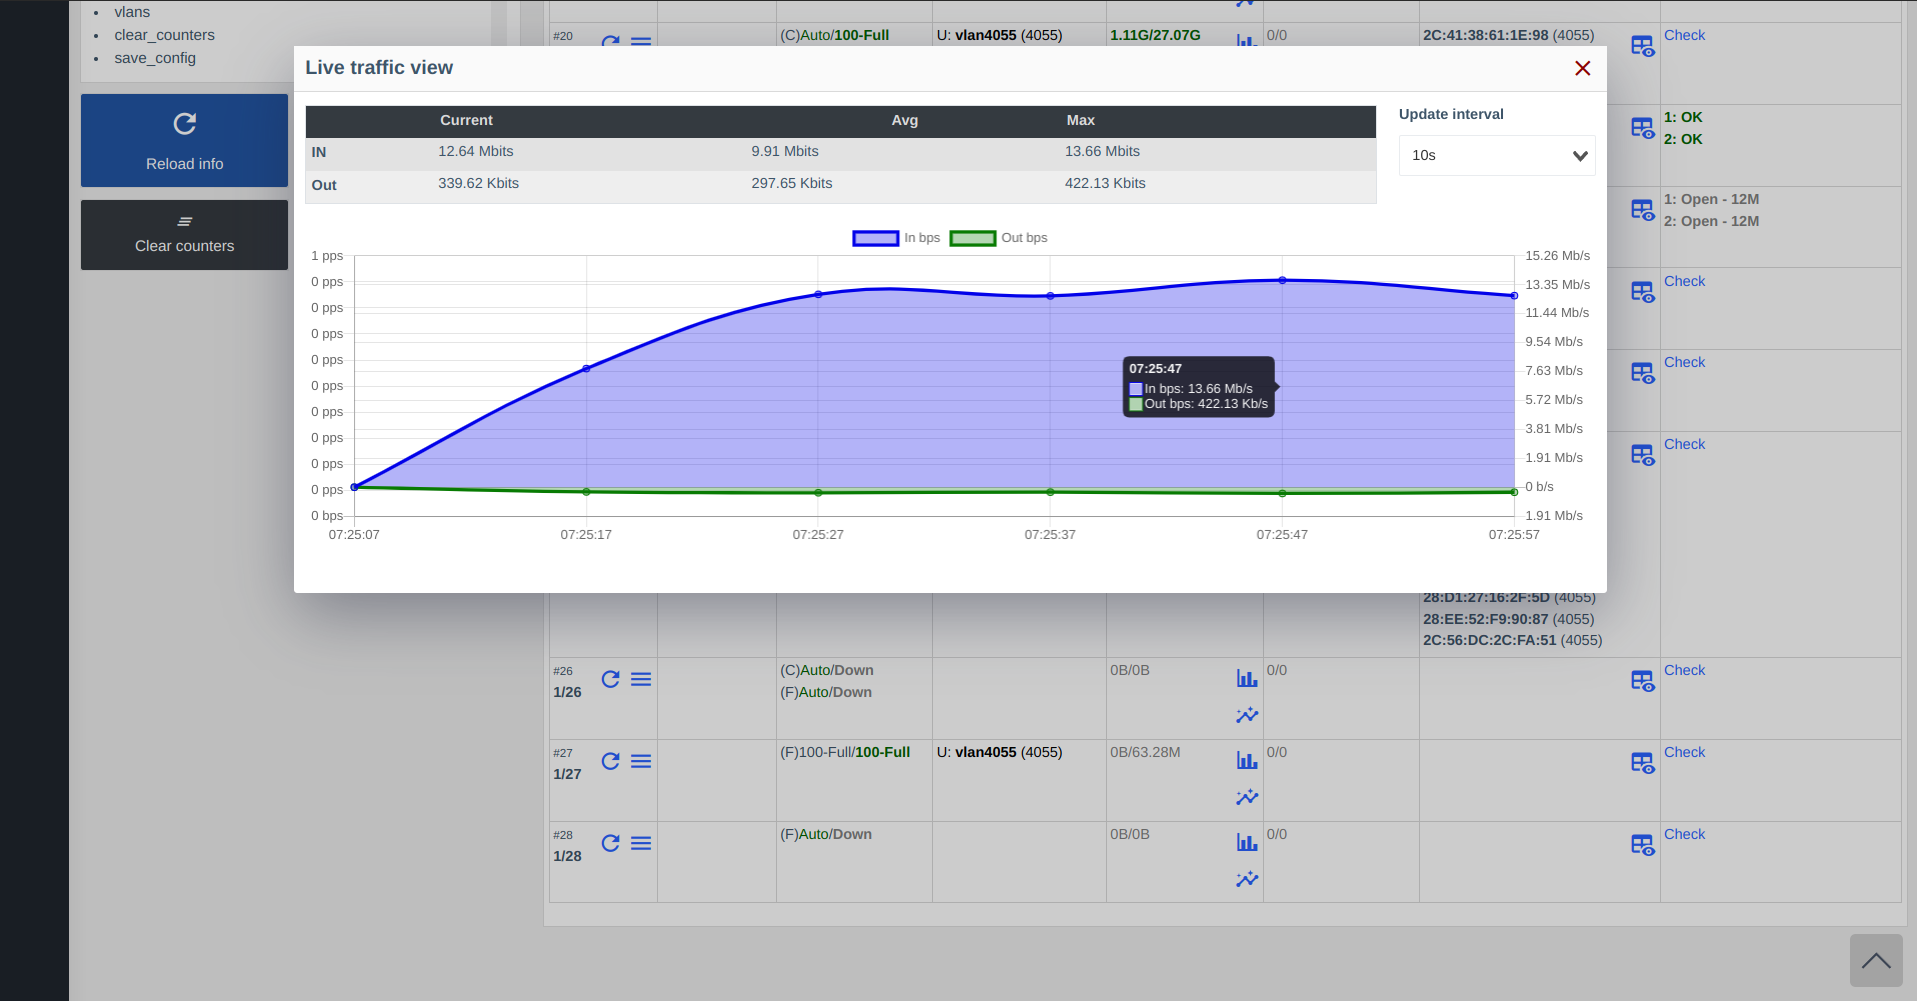 vlans
clear_counters
save_config
Reload info
Clear counters
#20
(C)Auto/100-Full
U: vlan4055 (4055)
1.11G/27.07G
0/0
2C:41:38:61:1E:98 (4055)
Check
Live traffic view
Current Avg Max
IN 12.64 Mbits 9.91 Mbits 13.66 Mbits
Out 339.62 Kbits 297.65 Kbits 422.13 Kbits
Update interval
10s
1: OK
2: OK
1: Open - 12M
2: Open - 12M
Check
Check
Check
In bps Out bps
1 pps
0 pps
0 pps
0 pps
0 pps
0 pps
0 pps
0 pps
0 pps
0 pps
0 bps
15.26 Mb/s
13.35 Mb/s
11.44 Mb/s
9.54 Mb/s
7.63 Mb/s
5.72 Mb/s
3.81 Mb/s
1.91 Mb/s
0 b/s
1.91 Mb/s
07:25:47
In bps: 13.66 Mb/s
Out bps: 422.13 Kb/s
07:25:07 07:25:17 07:25:27 07:25:37 07:25:47 07:25:57
28:D1:27:16:2F:5D (4055)
28:EE:52:F9:90:87 (4055)
2C:56:DC:2C:FA:51 (4055)
#26
1/26
(C)Auto/Down
(F)Auto/Down
0B/0B
0/0
Check
#27
1/27
(F)100-Full/100-Full
U: vlan4055 (4055)
0B/63.28M
0/0
Check
#28
1/28
(F)Auto/Down
0B/0B
0/0
Check